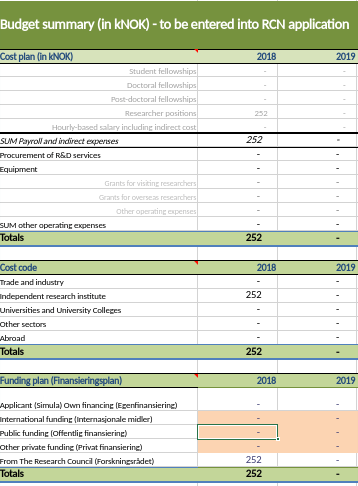 Budget summary (in kNOK) - to be entered into RCN application
Cost plan (in kNOK) 2018 2019
Student fellowships - -
Doctoral fellowships - -
Post-doctoral fellowships - -
Researcher positions 252 -
Hourly-based salary including indirect cost - -
SUM Payroll and indirect expenses 252 -
Procurement of R&D services - -
Equipment - -
Grants for visiting researchers - -
Grants for overseas researchers - -
Other operating expenses - -
SUM other operating expenses - -
Totals 252 -
Cost code 2018 2019
Trade and industry - -
Independent research institute 252 -
Universities and University Colleges - -
Other sectors - -
Abroad - -
Totals 252 -
Funding plan (Finansieringsplan) 2018 2019
Applicant (Simula) Own financing (Egenfinansiering) - -
International funding (Internasjonale midler) - -
Public funding (Offentlig finansiering) - -
Other private funding (Privat finansiering) - -
From The Research Council (Forskningsrådet) 252 -
Totals 252 -